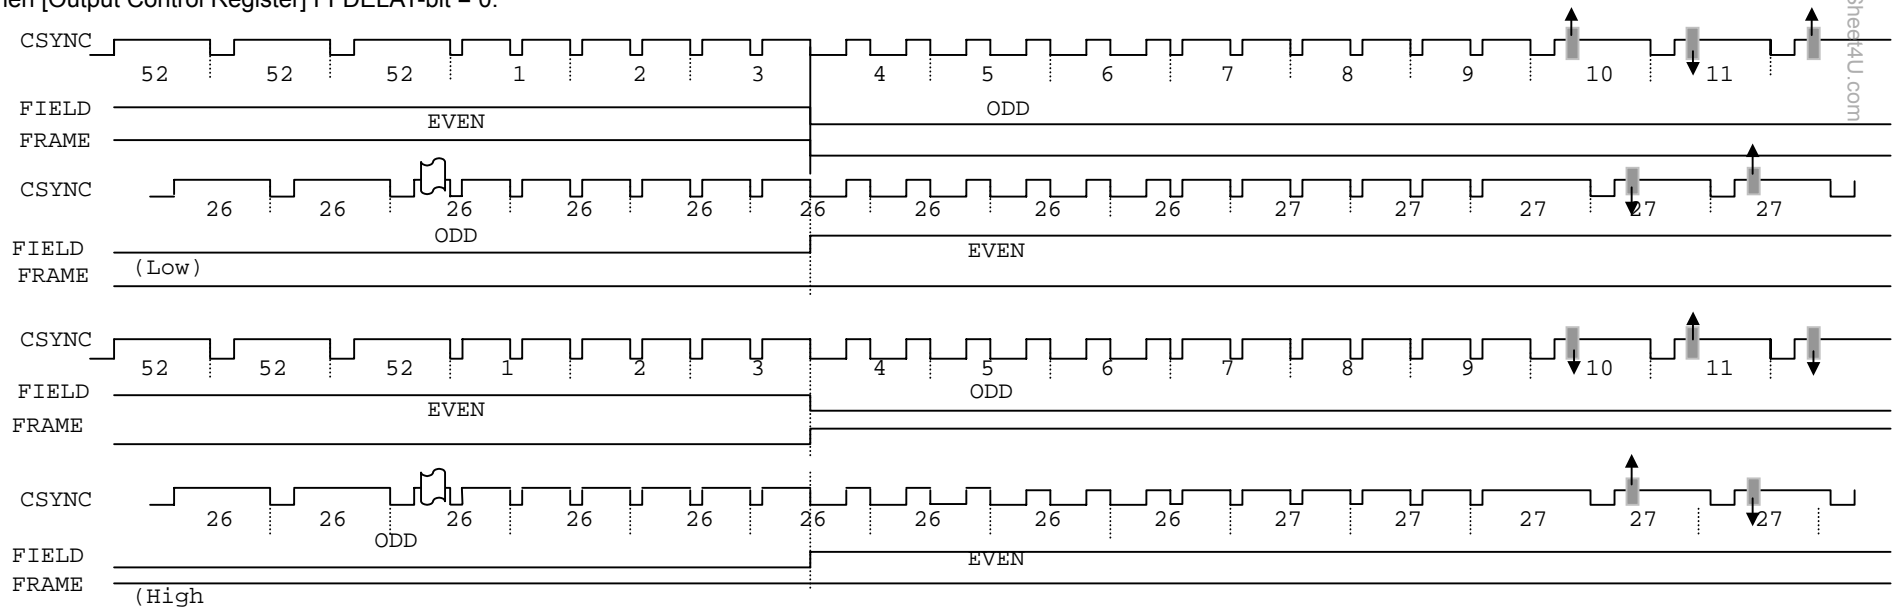 [Output Control Register] FPDELAY-bit = 0.
CSYNC
52 52 52 1 2 3 4 5 6 7 8 9 10 11
FIELD
EVEN ODD
FRAME
CSYNC
26 26 26 26 26 26 26 26 26 27 27 27 27 27
ODD
FIELD EVEN
(Low)
FRAME
CSYNC
52 52 52 1 2 3 4 5 6 7 8 9 10 11
FIELD ODD
EVEN
FRAME
CSYNC
26 26 26 26 26 26 26 26 26 27 27 27 27 27
ODD
FIELD EVEN
FRAME
(High
Sheet4U.com